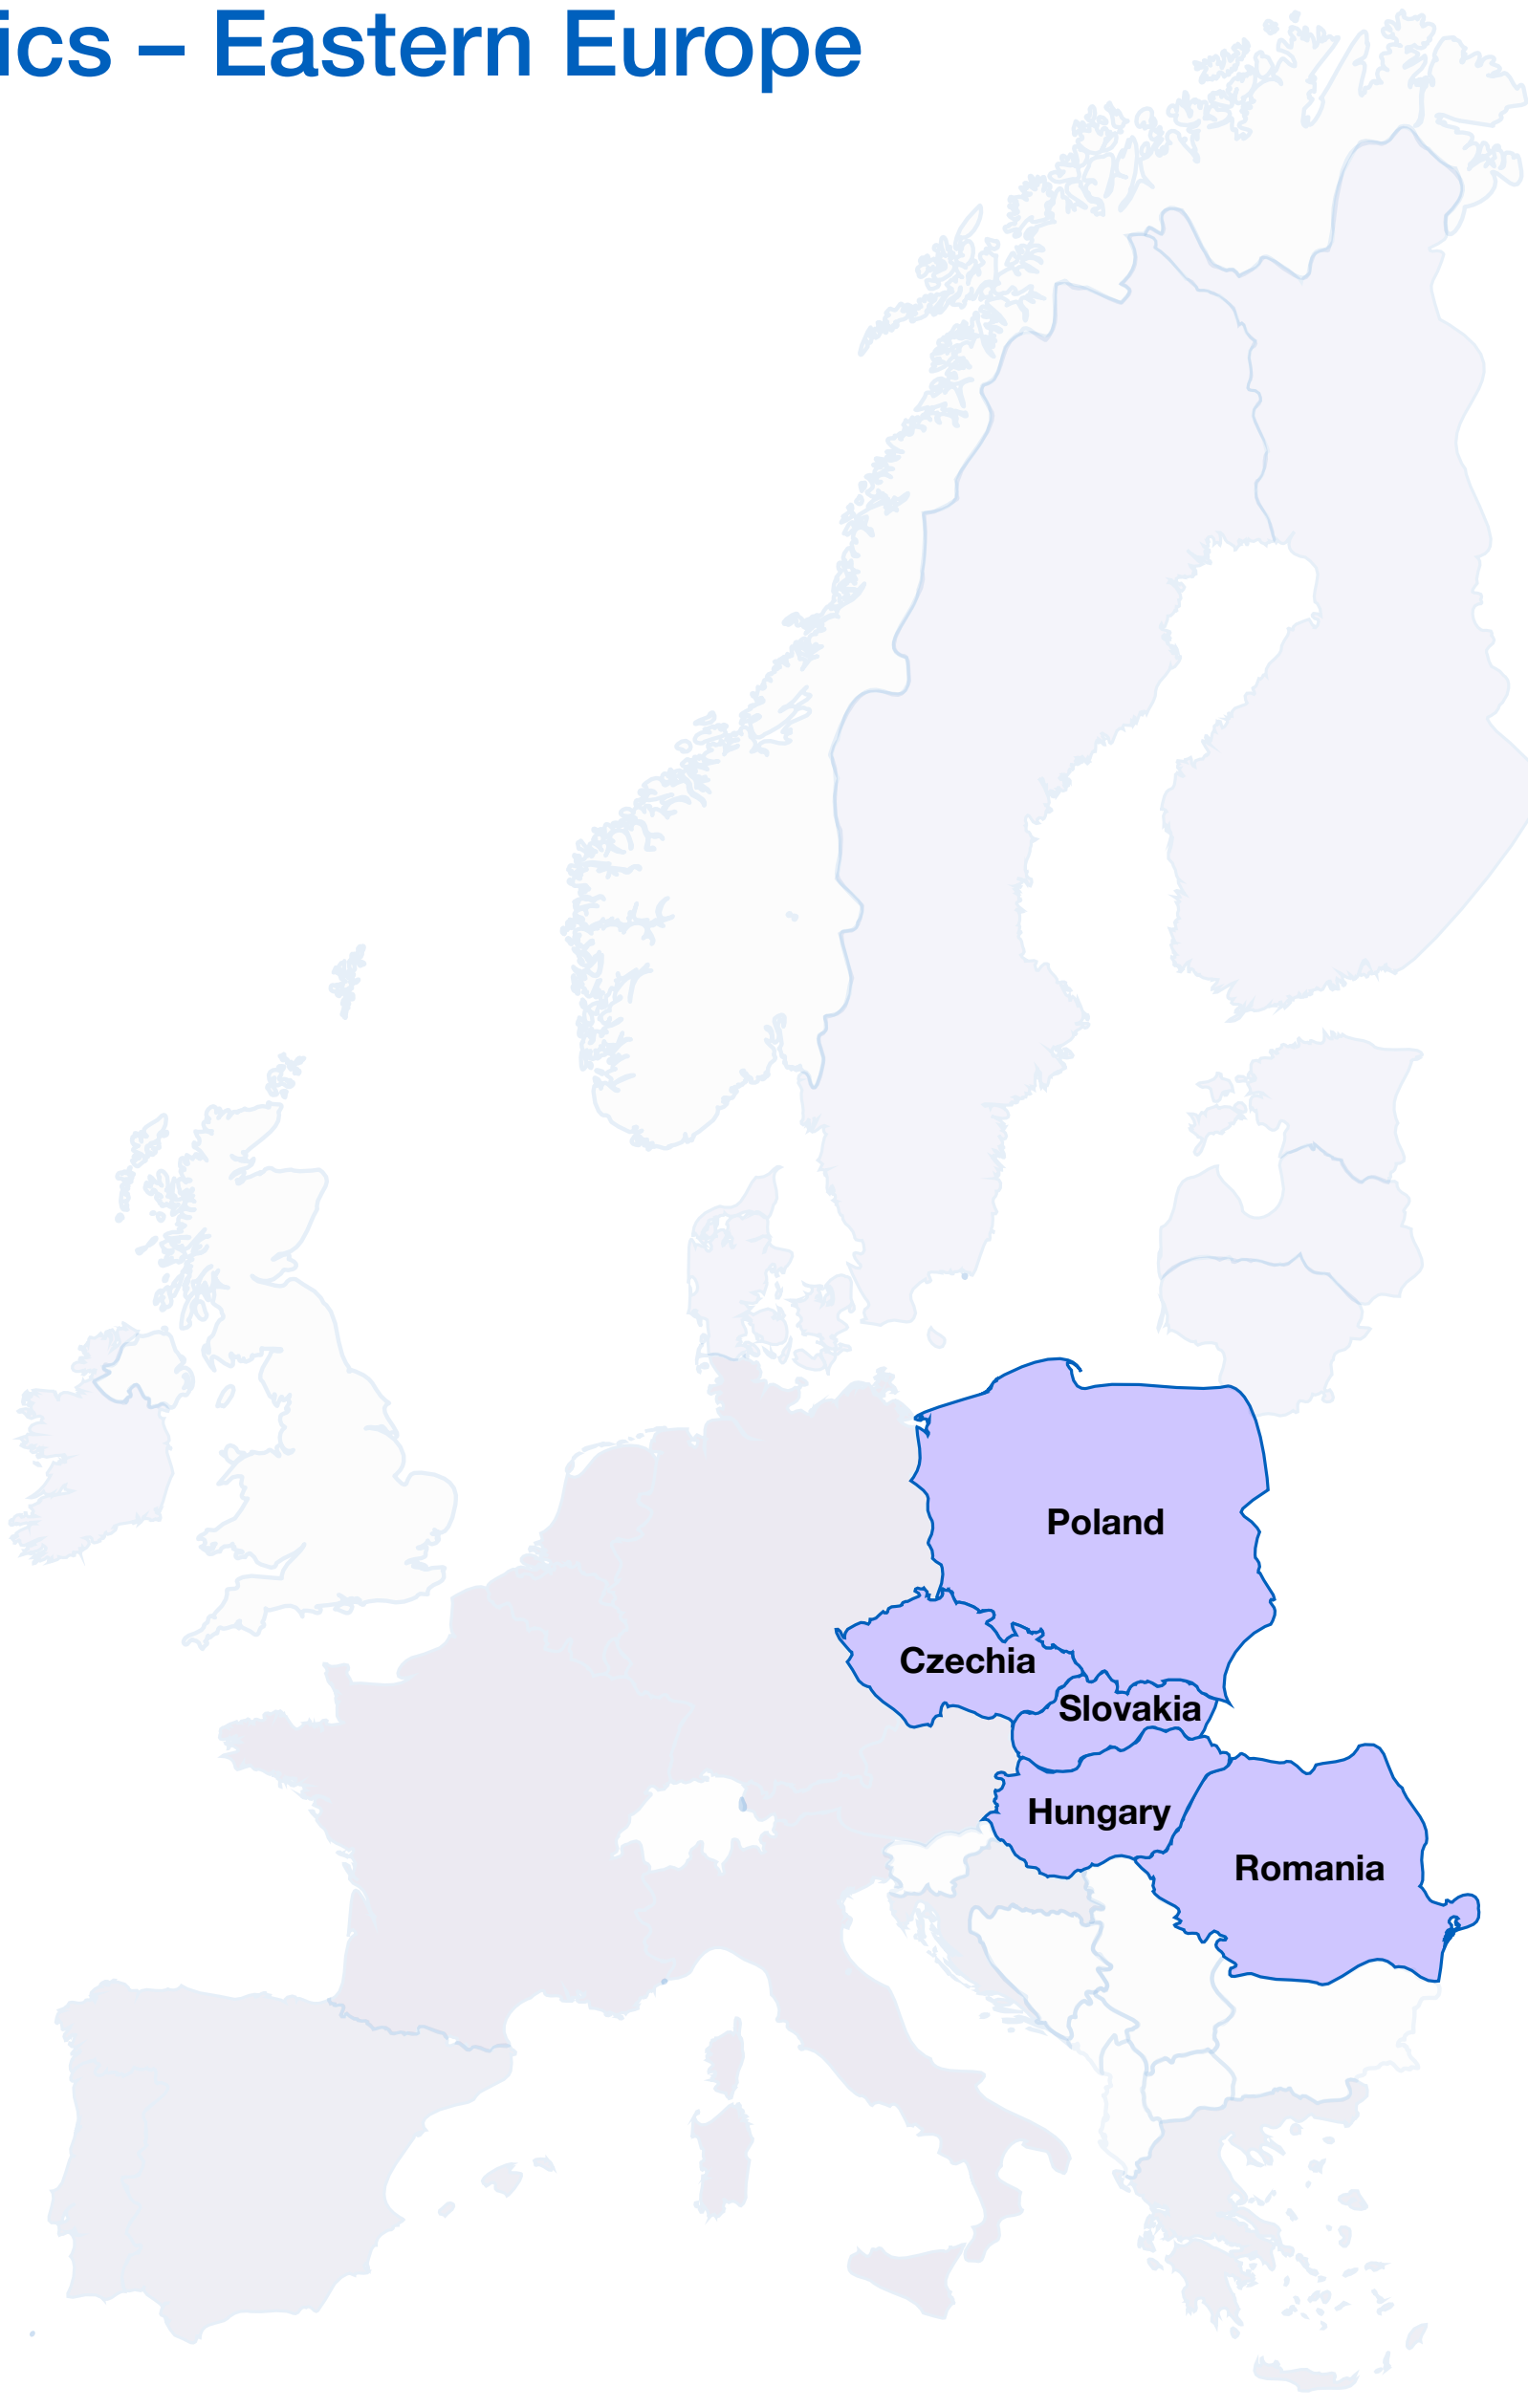 ics – Eastern Europe
Poland
Czechia
Slovakia
Hungary
Romania